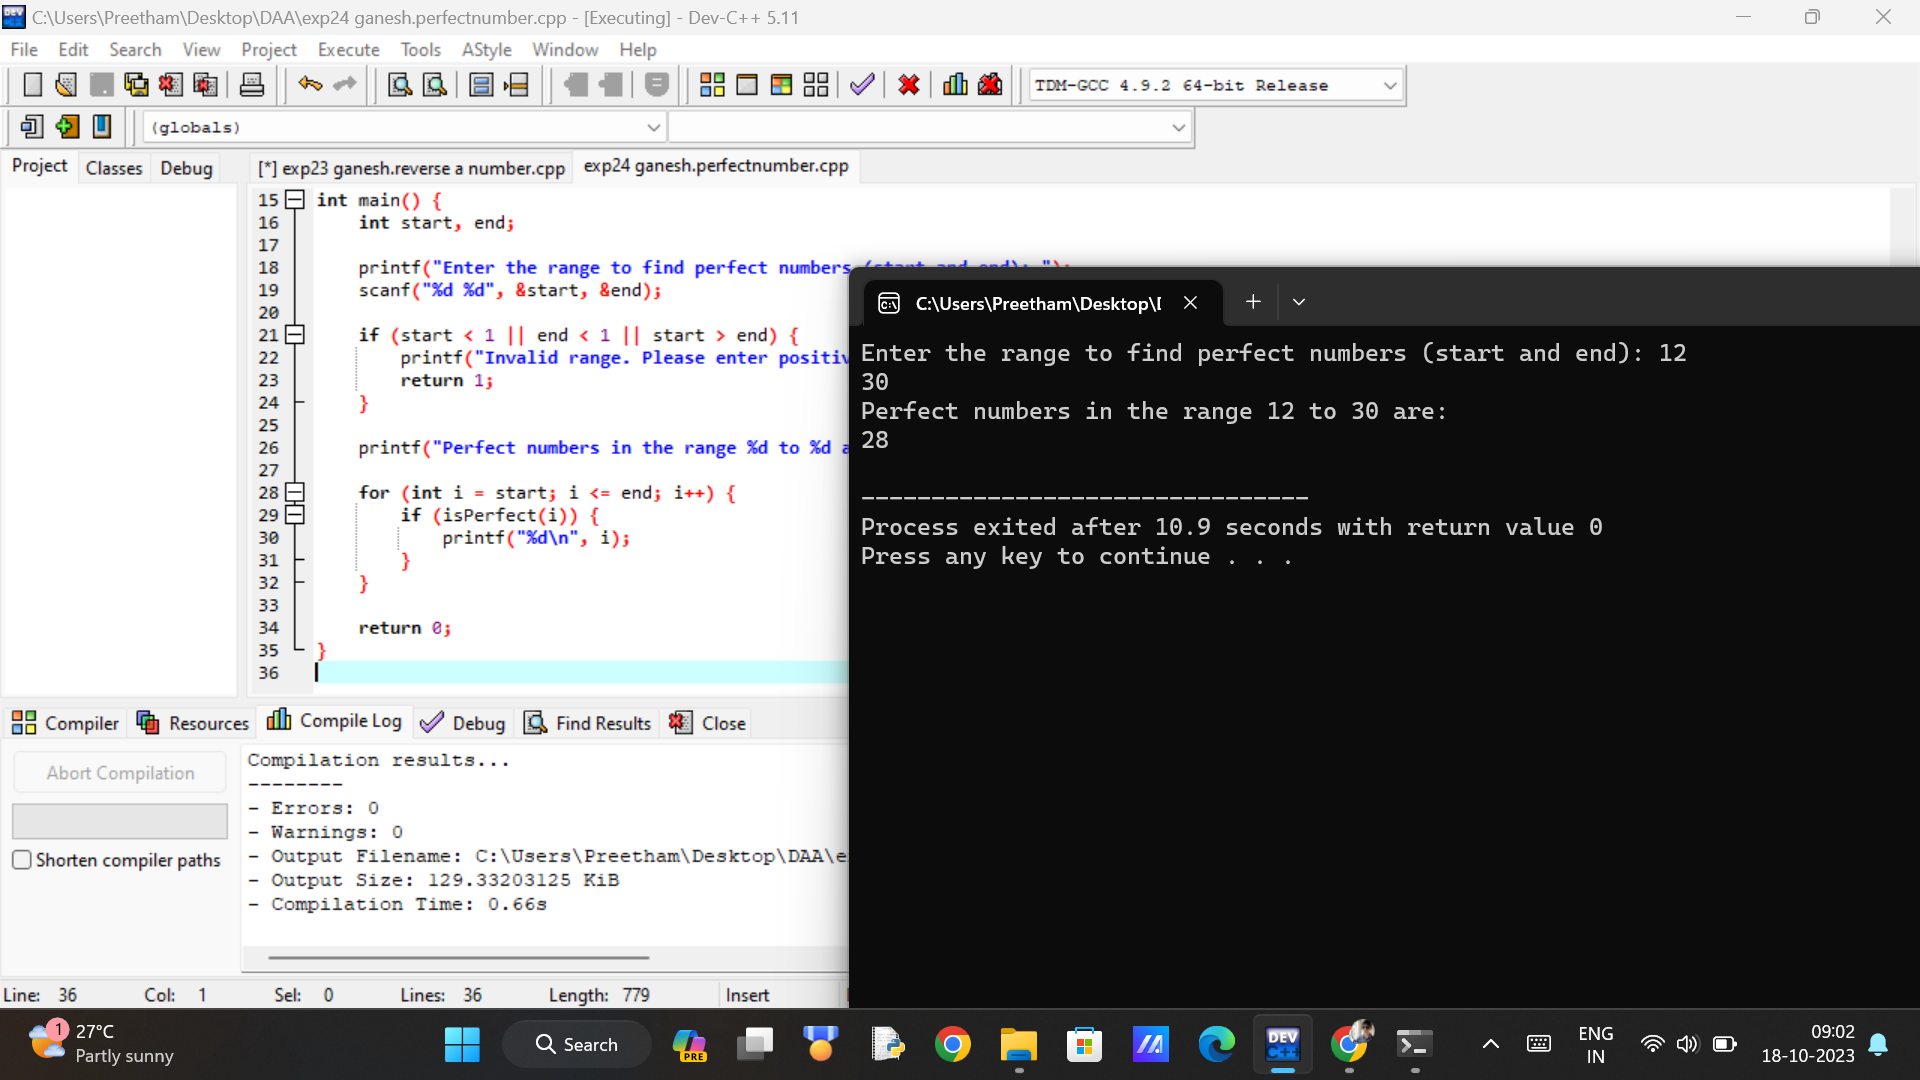 C:\Users\Preetham\Desktop\DAA\exp24 ganesh.perfectnumber.cpp - [Executing] - Dev-C++ 5.11
File Edit Search View Project Execute Tools AStyle Window Help
TDM-GCC 4.9.2 64-bit Release
(globals)
Project Classes Debug [*] exp23 ganesh.reverse a number.cpp exp24 ganesh.perfectnumber.cpp
15 int main() {
16 int start, end;
17
18 printf("Enter the range to find perfect numbers (start and end): ");
19 scanf("%d %d", &start, &end);
20
21 if (start < 1 || end < 1 || start > end) {
22 printf("Invalid range. Please enter positiv
23 return 1;
24 }
25
26 printf("Perfect numbers in the range %d to %d a
27
28 for (int i = start; i <= end; i++) {
29 if (isPerfect(i)) {
30 printf("%d\n", i);
31 }
32 }
33
34 return 0;
35 }
36
C:\Users\Preetham\Desktop\[
Enter the range to find perfect numbers (start and end): 12
30
Perfect numbers in the range 12 to 30 are:
28
--------------------------------
Process exited after 10.9 seconds with return value 0
Press any key to continue . . .
Compiler Resources Compile Log Debug Find Results Close
Abort Compilation
Shorten compiler paths
Compilation results...
--------
- Errors: 0
- Warnings: 0
- Output Filename: C:\Users\Preetham\Desktop\DAA\e
- Output Size: 129.33203125 KiB
- Compilation Time: 0.66s
Line: 36 Col: 1 Sel: 0 Lines: 36 Length: 779 Insert
1
27°C
Partly sunny
Search
PRE
DEV
C++
ENG
IN
09:02
18-10-2023